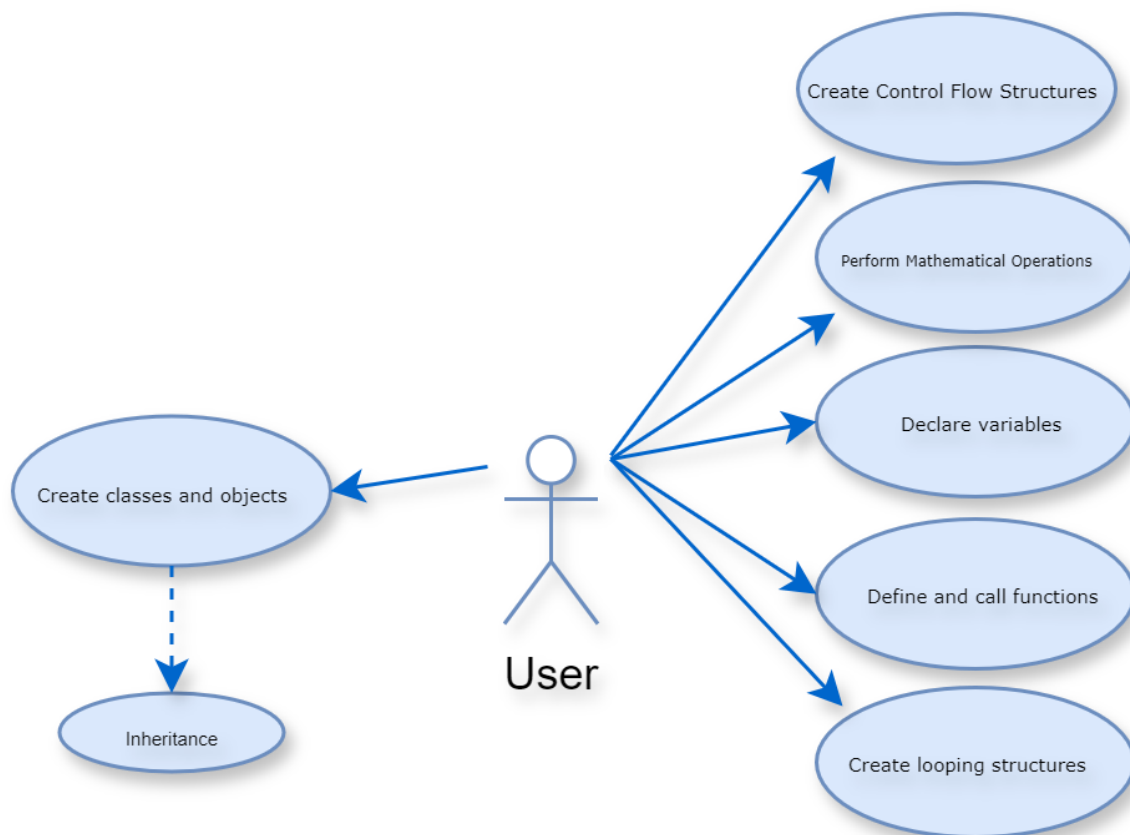 Create Control Flow Structures
Perform Mathematical Operations
Declare variables
Create classes and objects
Define and call functions
User
Inheritance
Create looping structures